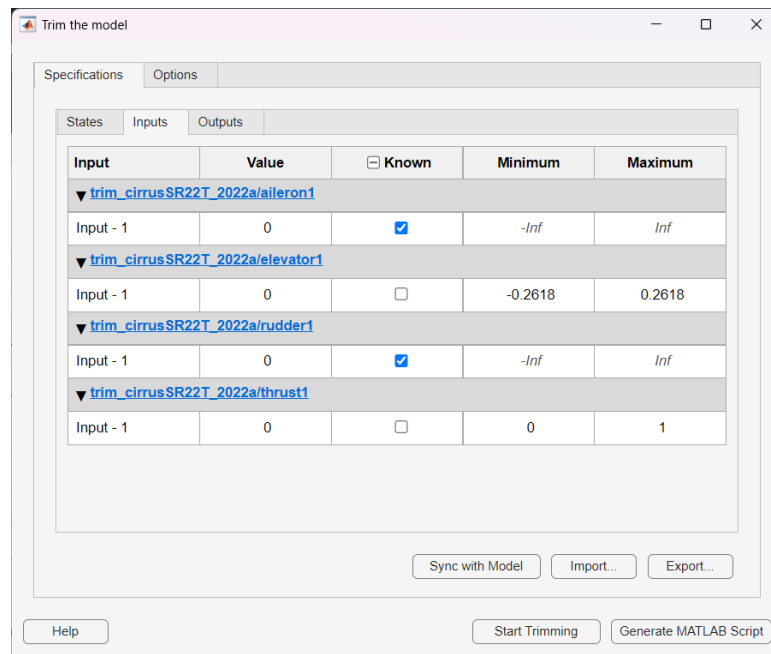 Trim the model
Specifications Options
States Inputs Outputs
Input Value Known Minimum Maximum
trim_cirrusSR22T_2022a/aileron1
Input - 1 0 -Inf Inf
trim_cirrusSR22T_2022a/elevator1
Input - 1 0 -0.2618 0.2618
trim_cirrusSR22T_2022a/rudder1
Input - 1 0 -Inf Inf
trim_cirrusSR22T_2022a/thrust1
Input - 1 0 0 1
Sync with Model Import... Export...
Help Start Trimming Generate MATLAB Script